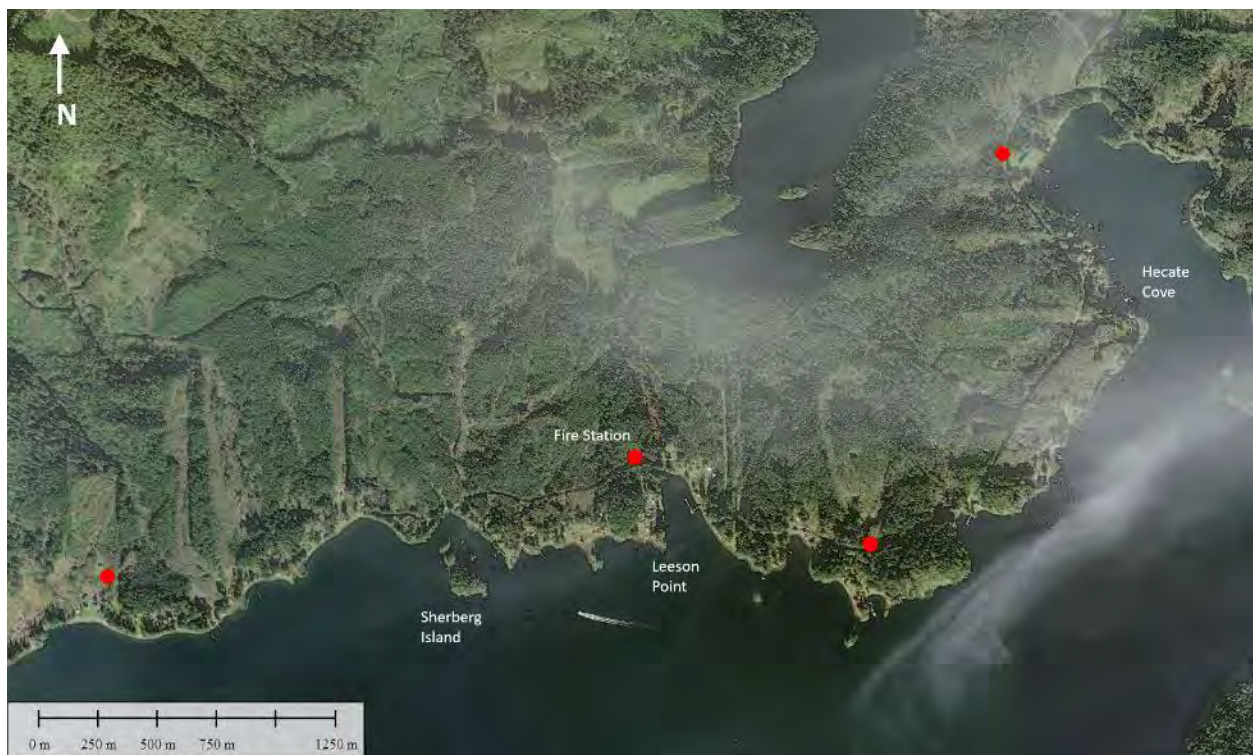 N
Hecate
Cove
Fire Station
Leeson
Point
Sherberg
Island
0 m 250 m 500 m 750 m 1250 m